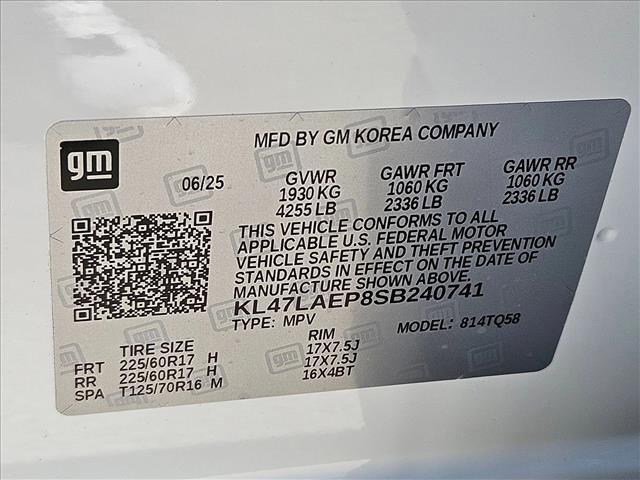 gm
MFD BY GM KOREA COMPANY
06/25 GVWR GAWR FRT GAWR RR
1930 KG 1060 KG 1060 KG
4255 LB 2336 LB 2336 LB
THIS VEHICLE CONFORMS TO ALL
APPLICABLE U.S. FEDERAL MOTOR
VEHICLE SAFETY AND THEFT PREVENTION
STANDARDS IN EFFECT ON THE DATE OF
MANUFACTURE SHOWN ABOVE.
KL47LAEP8SB240741
TYPE: MPV MODEL: 814TQ58
TIRE SIZE RIM
FRT 225/60R17 H 17X7.5J
RR 225/60R17 H 17X7.5J
SPA T125/70R16 M 16X4BT